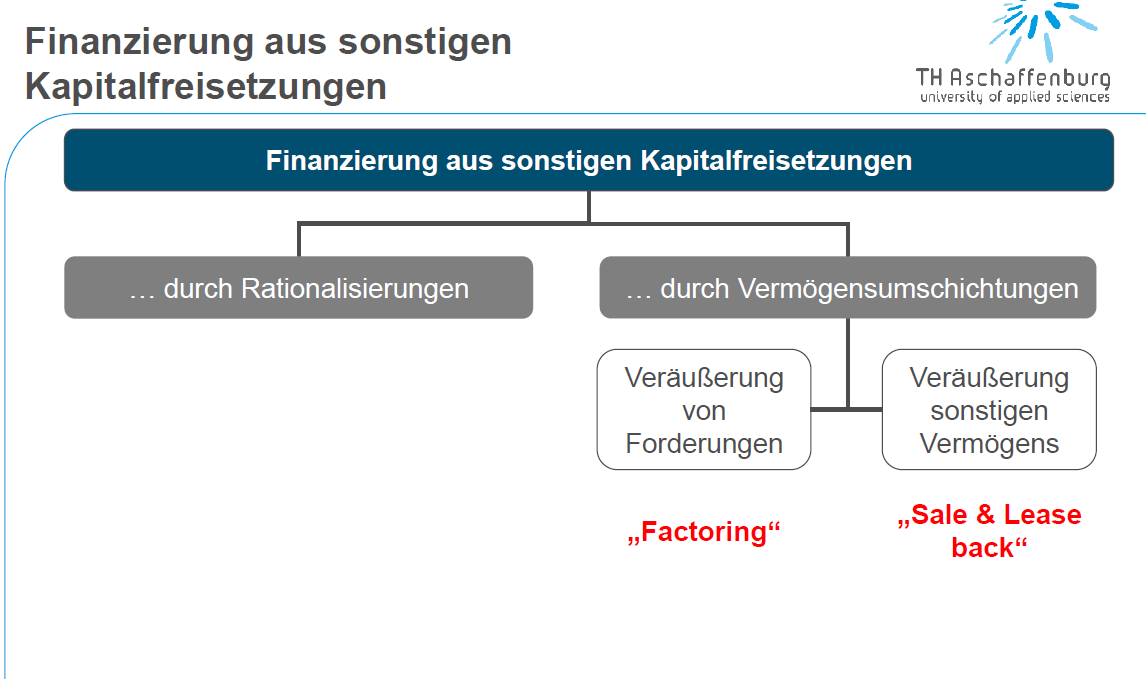 Finanzierung aus sonstigen
Kapitalfreisetzungen
TH Aschaffenburg
university of applied sciences
Finanzierung aus sonstigen Kapitalfreisetzungen
… durch Rationalisierungen
… durch Vermögensumschichtungen
Veräußerung
von
Forderungen
Veräußerung
sonstigen
Vermögens
„Factoring“
„Sale & Lease
back“